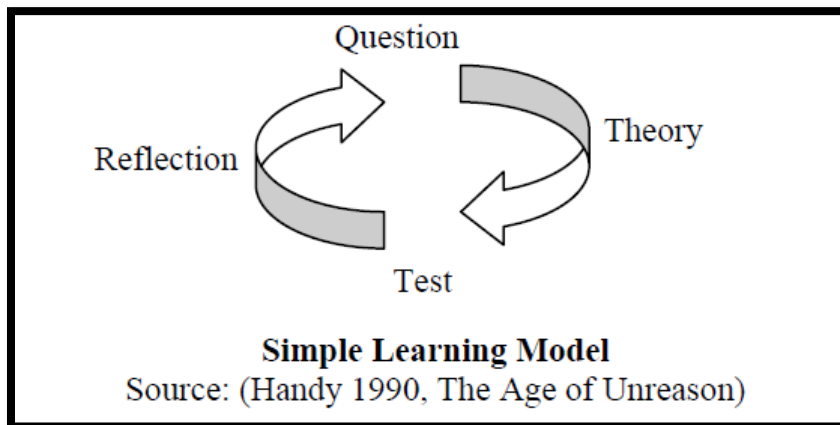 Question
Theory
Reflection
Test
Simple Learning Model
Source: (Handy 1990, The Age of Unreason)